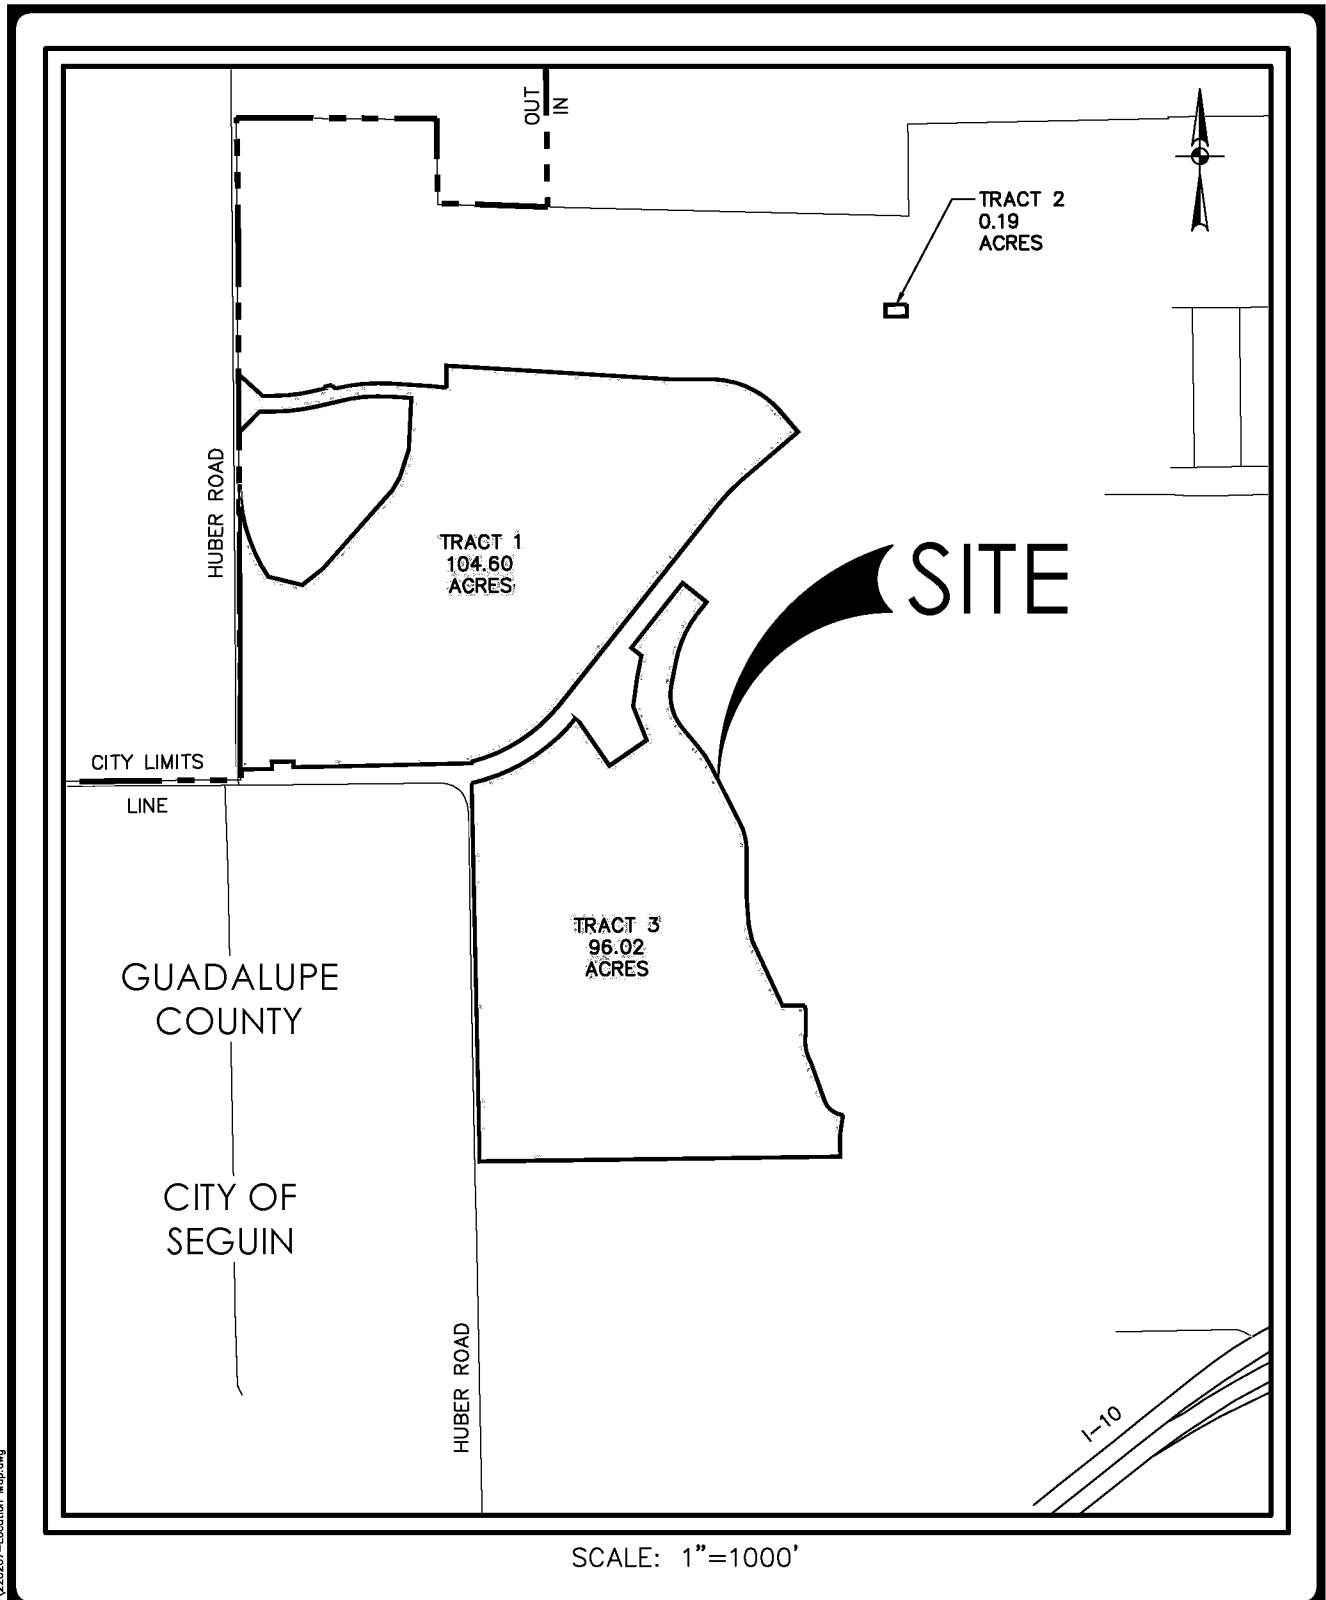 OUT
IN
TRACT 2
0.19
ACRES
HUBER ROAD
TRACT 1
104.60
ACRES
SITE
CITY LIMITS
LINE
TRACT 3
96.02
ACRES
GUADALUPE
COUNTY
CITY OF
SEGUIN
HUBER ROAD
I-10
SCALE: 1"=1000'